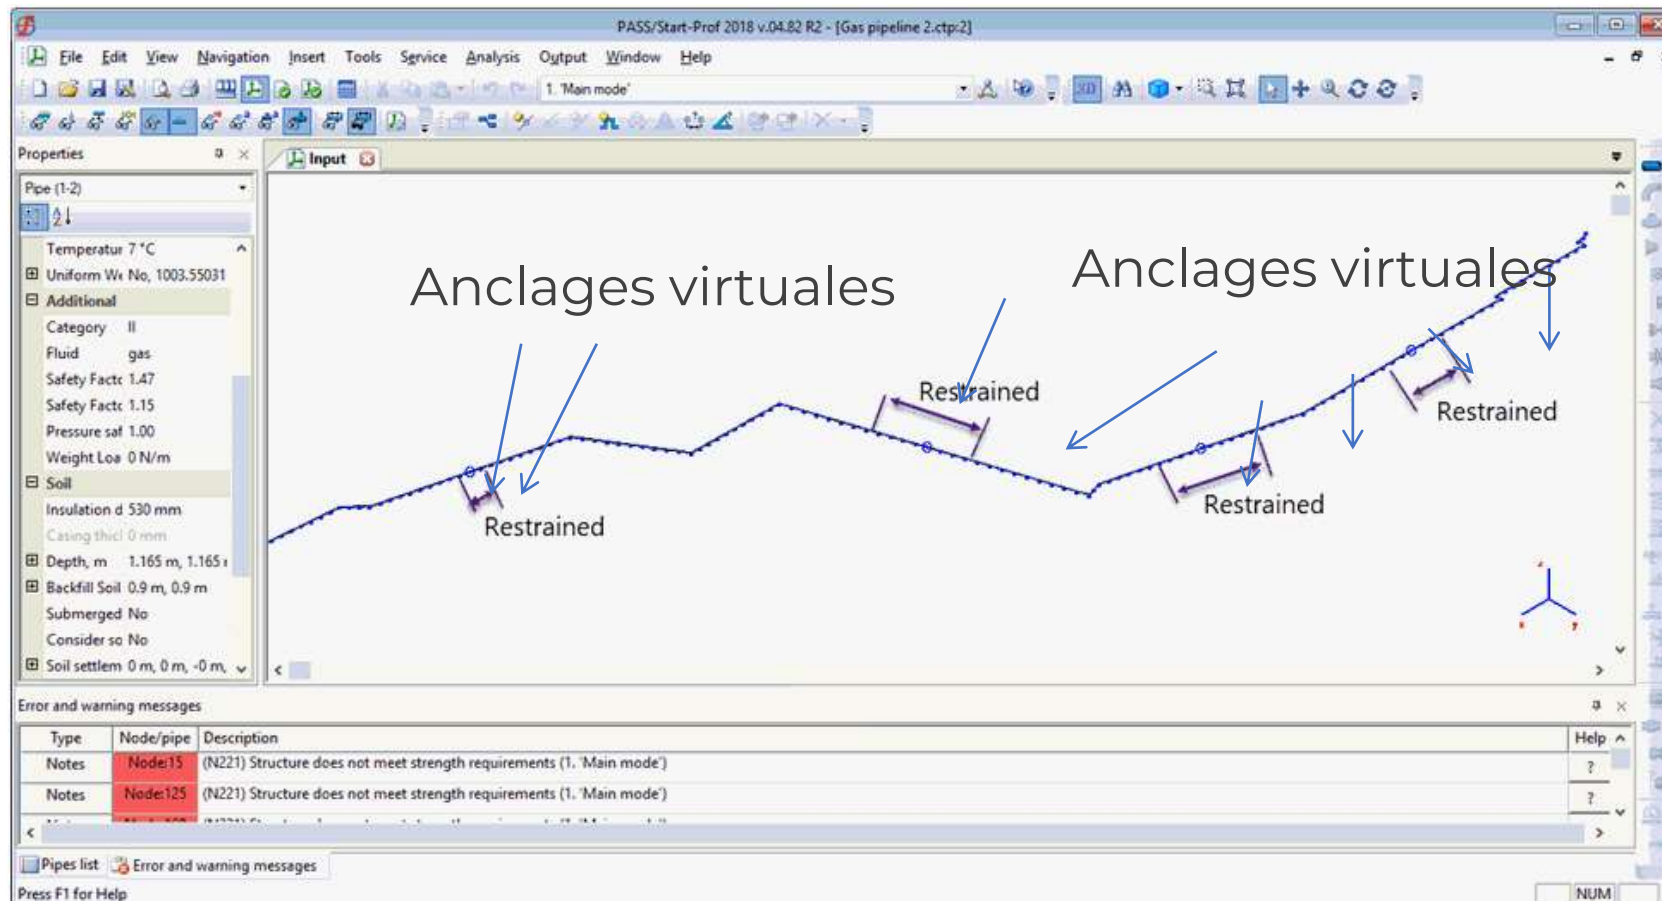 PASS/Start-Prof 2018 v.04.82 R2 - [Gas pipeline 2.ctp:2]
File Edit View Navigation Insert Tools Service Analysis Output Window Help
1. 'Main mode'
3D
Properties
Input
Pipe (1-2)
Temperatur 7 °C
Uniform We No, 1003.55031
Additional
Category II
Fluid gas
Safety Factc 1.47
Safety Factc 1.15
Pressure saf 1.00
Weight Loa 0 N/m
Soil
Insulation d 530 mm
Casing thicl 0 mm
Depth, m 1.165 m, 1.165 r
Backfill Soil 0.9 m, 0.9 m
Submerged No
Consider so No
Soil settlem 0 m, 0 m, -0 m,
Anclages virtuales
Anclages virtuales
Restrained
Restrained
Restrained
Restrained
z
x
y
Error and warning messages
Type Node/pipe Description Help
Notes Node:15 (N221) Structure does not meet strength requirements (1. 'Main mode') ?
Notes Node:125 (N221) Structure does not meet strength requirements (1. 'Main mode') ?
Pipes list Error and warning messages
Press F1 for Help NUM